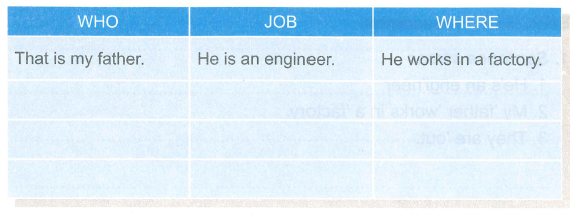 WHO JOB WHERE
That is my father. He is an engineer. He works in a factory.